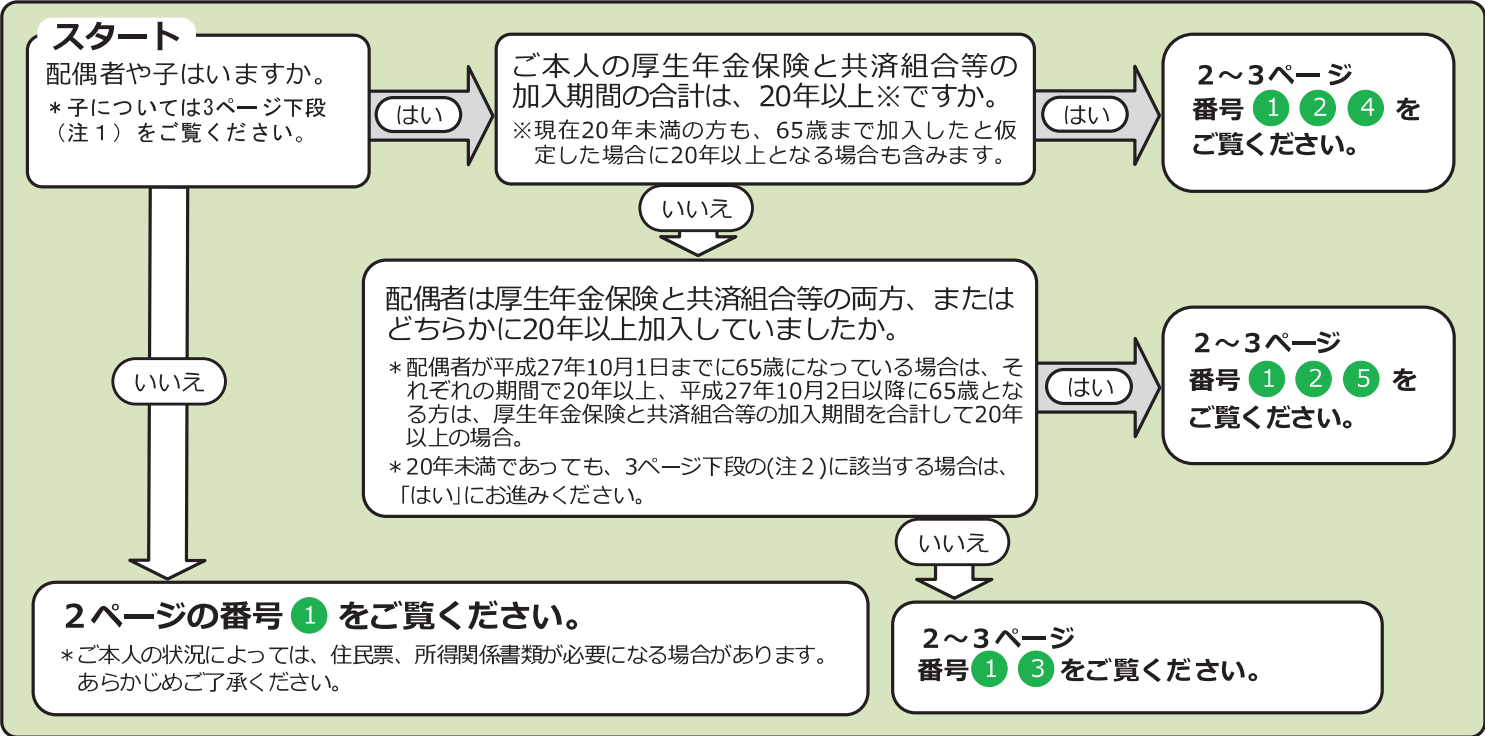 スタート
配偶者や子はいますか。
＊子については3ページ下段
（注１）をご覧ください。
はい
ご本人の厚生年金保険と共済組合等の
加入期間の合計は、20年以上※ですか。
※現在20年未満の方も、65歳まで加入したと仮
定した場合に20年以上となる場合も含みます。
はい
２～３ページ
番号 1 2 4 を
ご覧ください。
いいえ
配偶者は厚生年金保険と共済組合等の両方、または
どちらかに20年以上加入していましたか。
＊配偶者が平成27年10月1日までに65歳になっている場合は、そ
れぞれの期間で20年以上、平成27年10月2日以降に65歳とな
る方は、厚生年金保険と共済組合等の加入期間を合計して20年
以上の場合。
＊20年未満であっても、3ページ下段の(注２)に該当する場合は、
「はい」にお進みください。
はい
２～３ページ
番号 1 2 5 を
ご覧ください。
いいえ
いいえ
２ページの番号 1 をご覧ください。
＊ご本人の状況によっては、住民票、所得関係書類が必要になる場合があります。
あらかじめご了承ください。
２～３ページ
番号 1 3 をご覧ください。